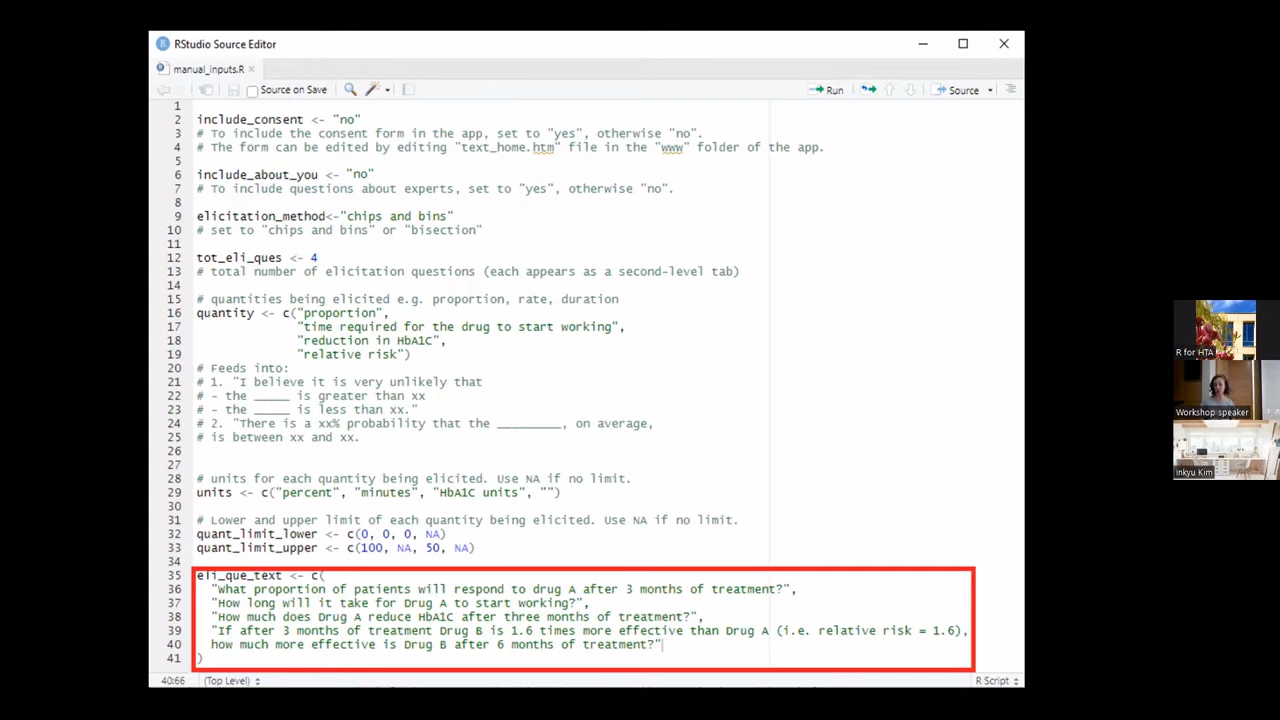 RStudio Source Editor
manual_inputs.R
Source on Save
Run
Source
1
2 include_consent <- "no"
3 # To include the consent form in the app, set to "yes", otherwise "no".
4 # The form can be edited by editing "text_home.htm" file in the "www" folder of the app.
5
6 include_about_you <- "no"
7 # To include questions about experts, set to "yes", otherwise "no".
8
9 elicitation_method<-"chips and bins"
10 # set to "chips and bins" or "bisection"
11
12 tot_eli_ques <- 4
13 # total number of elicitation questions (each appears as a second-level tab)
14
15 # quantities being elicited e.g. proportion, rate, duration
16 quantity <- c("proportion",
17 "time required for the drug to start working",
18 "reduction in HbA1C",
19 "relative risk")
20 # Feeds into:
21 # 1. "I believe it is very unlikely that
22 # - the _____ is greater than xx
23 # - the _____ is less than xx."
24 # 2. "There is a xx% probability that the _________, on average,
25 # is between xx and xx.
26
27
28 # units for each quantity being elicited. Use NA if no limit.
29 units <- c("percent", "minutes", "HbA1C units", "")
30
31 # Lower and upper limit of each quantity being elicited. Use NA if no limit.
32 quant_limit_lower <- c(0, 0, 0, NA)
33 quant_limit_upper <- c(100, NA, 50, NA)
34
35 eli_que_text <- c(
36 "What proportion of patients will respond to drug A after 3 months of treatment?",
37 "How long will it take for Drug A to start working?",
38 "How much does Drug A reduce HbA1C after three months of treatment?",
39 "If after 3 months of treatment Drug B is 1.6 times more effective than Drug A (i.e. relative risk = 1.6),
40 how much more effective is Drug B after 6 months of treatment?"
41 )
40:66 (Top Level) R Script
R for HTA
Workshop speaker
Inkyu Kim